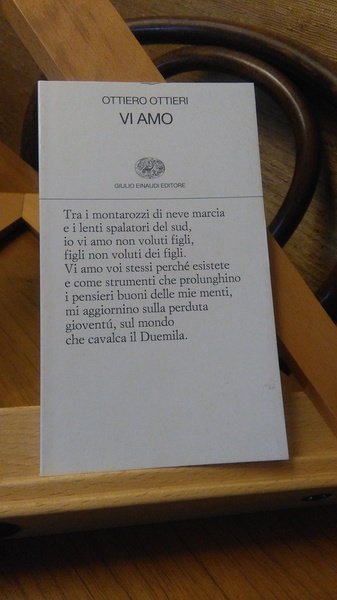 OTTIERO OTTIERI
VI AMO
GIULIO EINAUDI EDITORE
Tra i montarozzi di neve marcia
e i lenti spalatori del sud,
io vi amo non voluti figli,
figli non voluti dei figli.
Vi amo voi stessi perché esistete
e come strumenti che prolunghino
i pensieri buoni delle mie menti,
mi aggiornino sulla perduta
gioventú, sul mondo
che cavalca il Duemila.